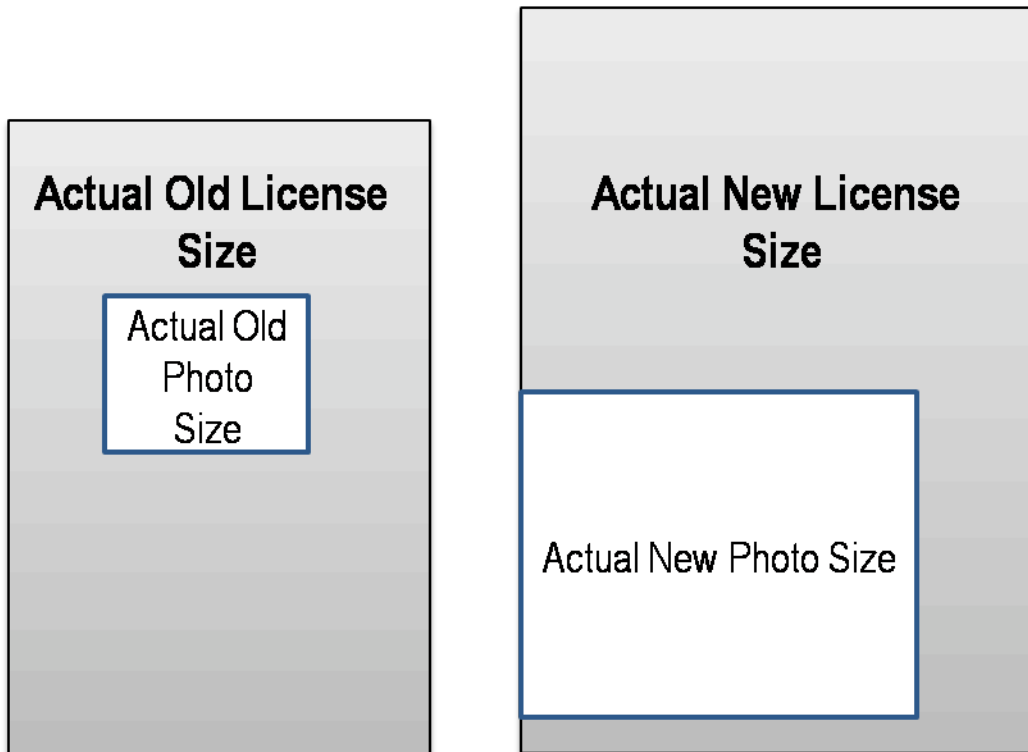 Actual Old License
Size
Actual Old
Photo
Size
Actual New License
Size
Actual New Photo Size